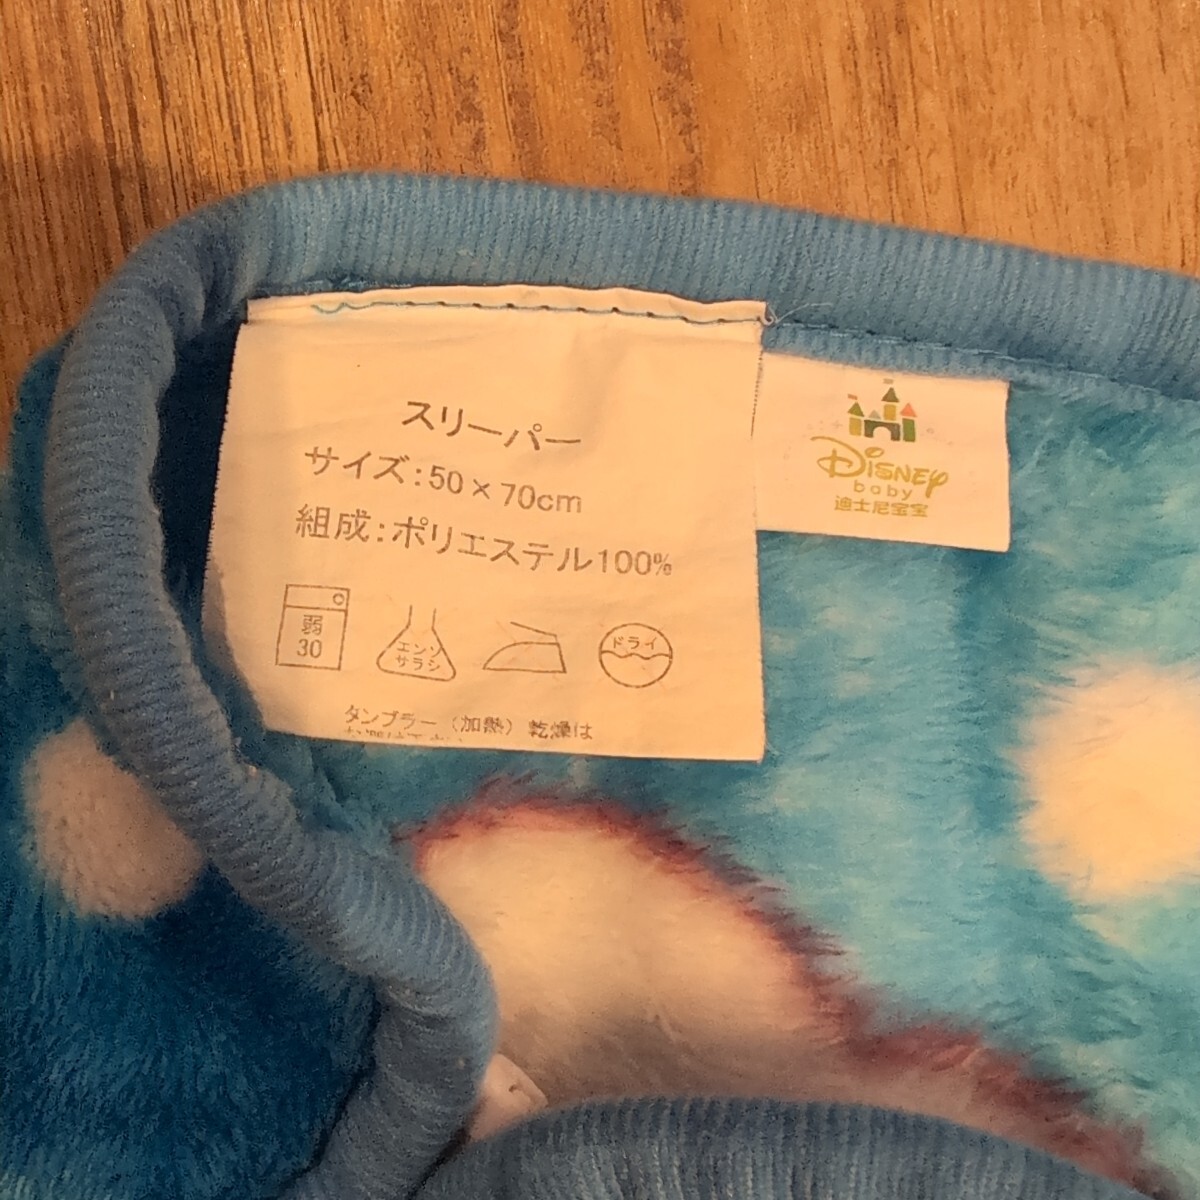 スリーパー
サイズ:50×70cm
組成:ポリエステル100%
弱
30
エンソ
サラシ
ドライ
タンブラー(加熱)乾燥は
DISNEY
baby
迪士尼宝宝